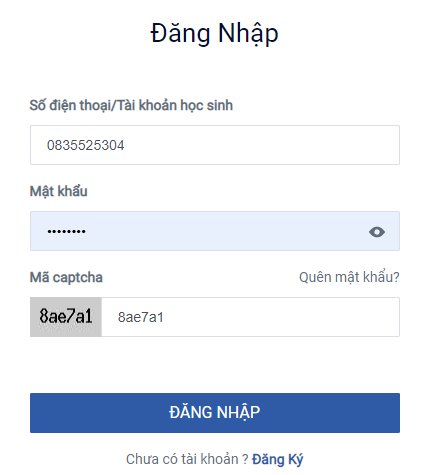 Đăng Nhập
Số điện thoại/Tài khoản học sinh
0835525304
Mật khẩu
••••••••
Mã captcha Quên mật khẩu?
8ae7a1 8ae7a1
ĐĂNG NHẬP
Chưa có tài khoản ? Đăng Ký